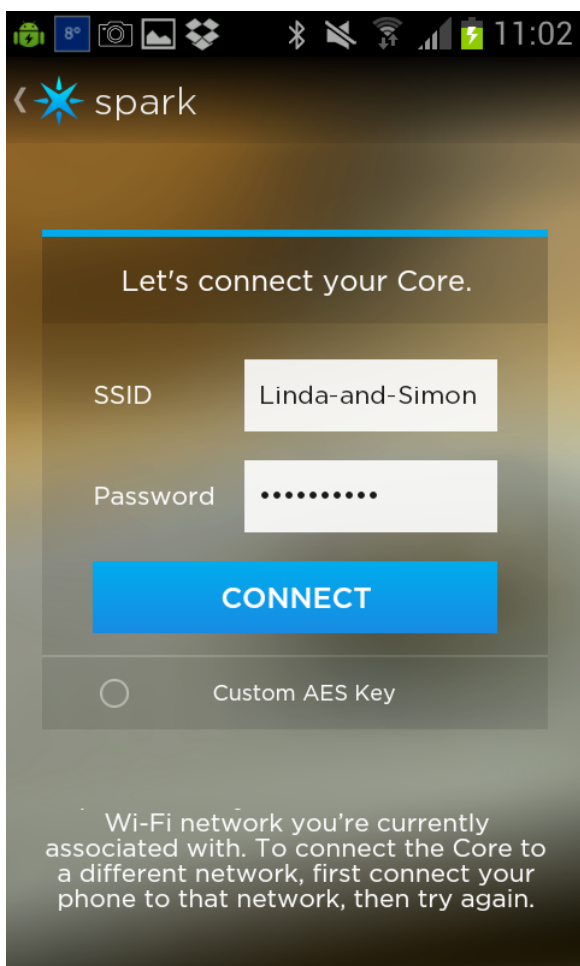 8°
11:02
spark
Let's connect your Core.
SSID
Linda-and-Simon
Password
••••••••••
CONNECT
Custom AES Key
Wi-Fi network you’re currently
associated with. To connect the Core to
a different network, first connect your
phone to that network, then try again.